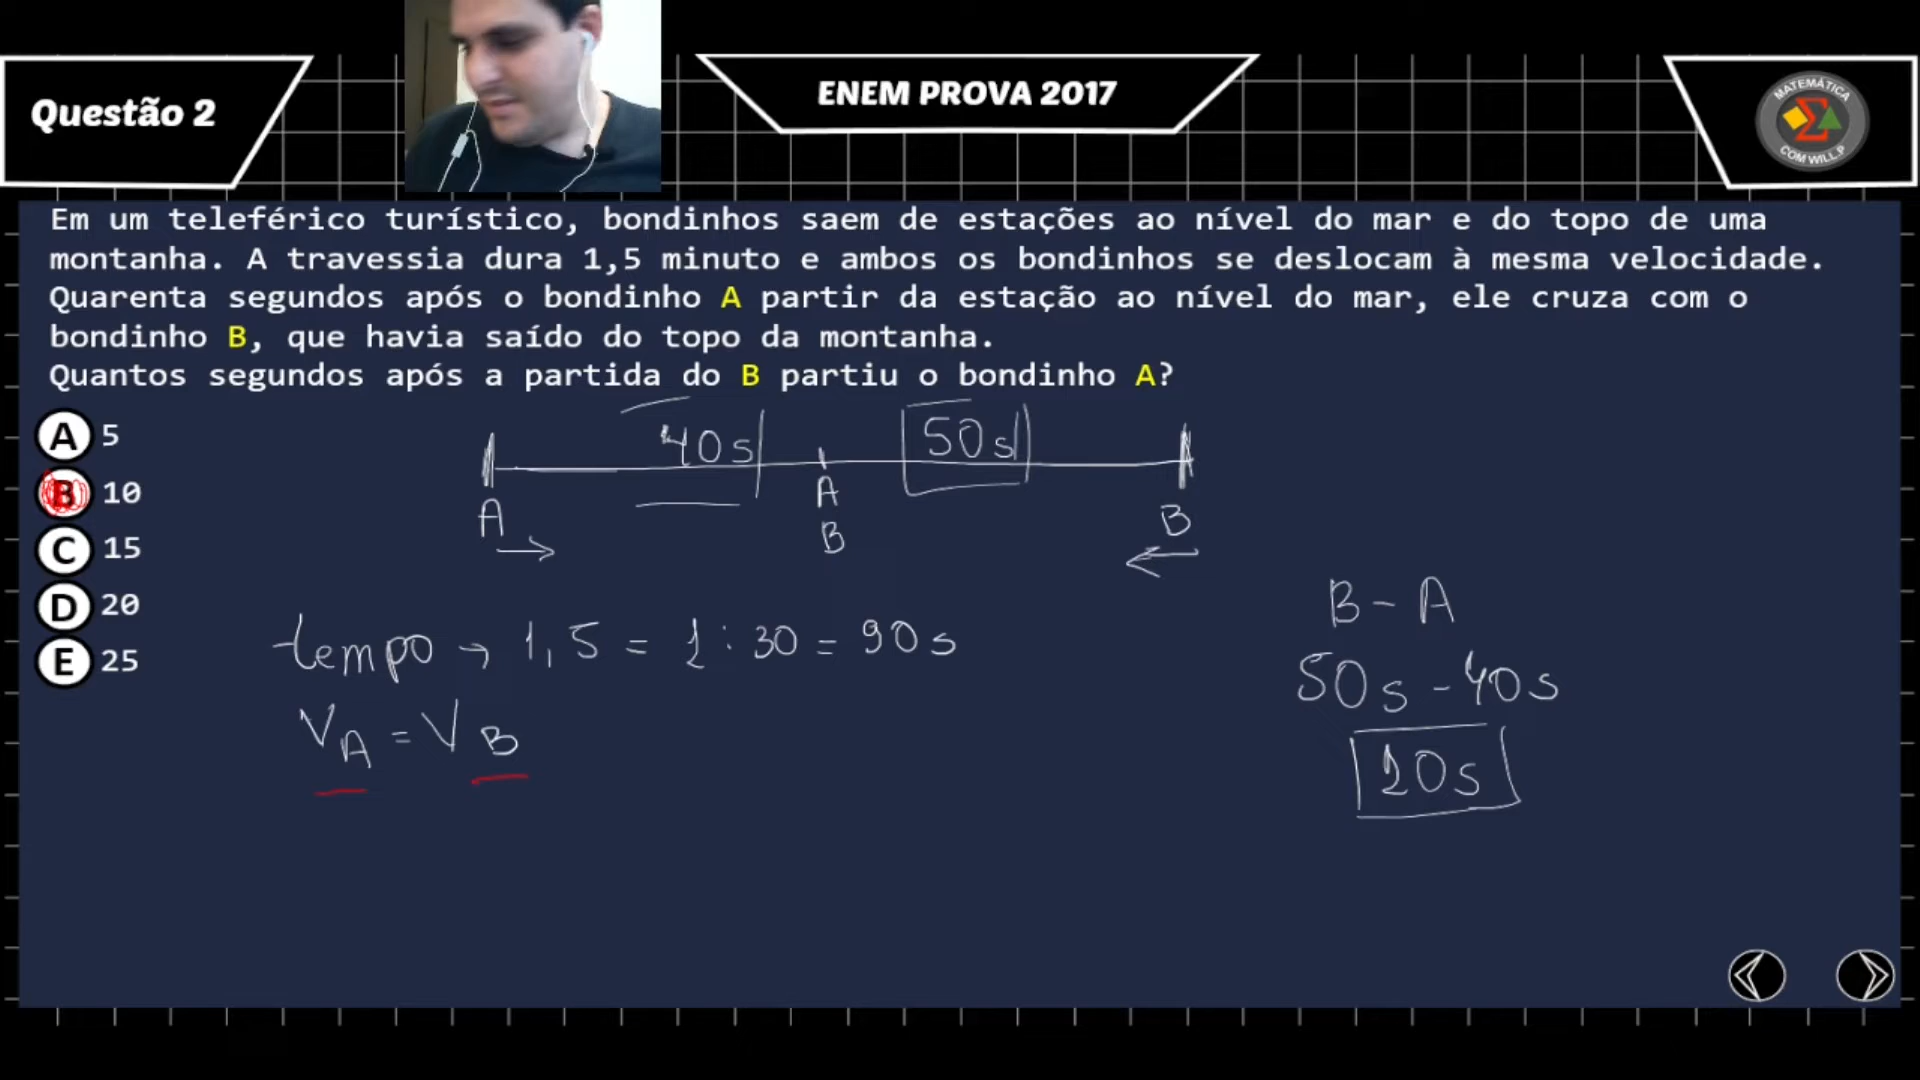 Questão 2
ENEM PROVA 2017
MATEMÁTICA
COM WILL.P
Em um teleférico turístico, bondinhos saem de estações ao nível do mar e do topo de uma
montanha. A travessia dura 1,5 minuto e ambos os bondinhos se deslocam à mesma velocidade.
Quarenta segundos após o bondinho A partir da estação ao nível do mar, ele cruza com o
bondinho B, que havia saído do topo da montanha.
Quantos segundos após a partida do B partiu o bondinho A?
A 5
B 10
C 15
D 20
E 25
40s 50s
A A B
B
tempo → 1,5 = 1:30 = 90s
VA = VB
B - A
50s - 40s
10s